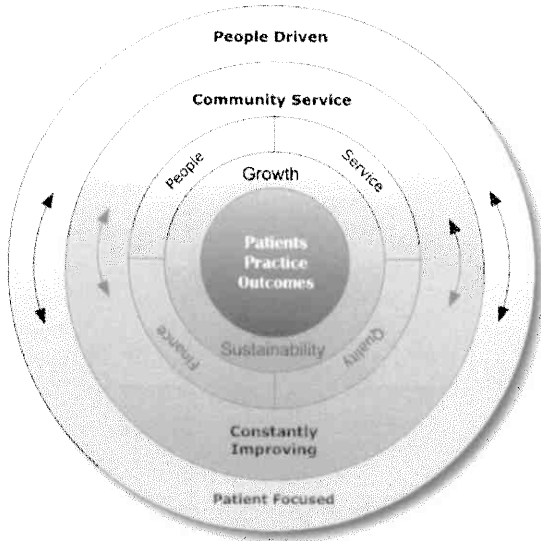 People Driven
Community Service
People
Service
Growth
Patients
Practice
Outcomes
Sustainability
Finance
Quality
Constantly
Improving
Patient Focused